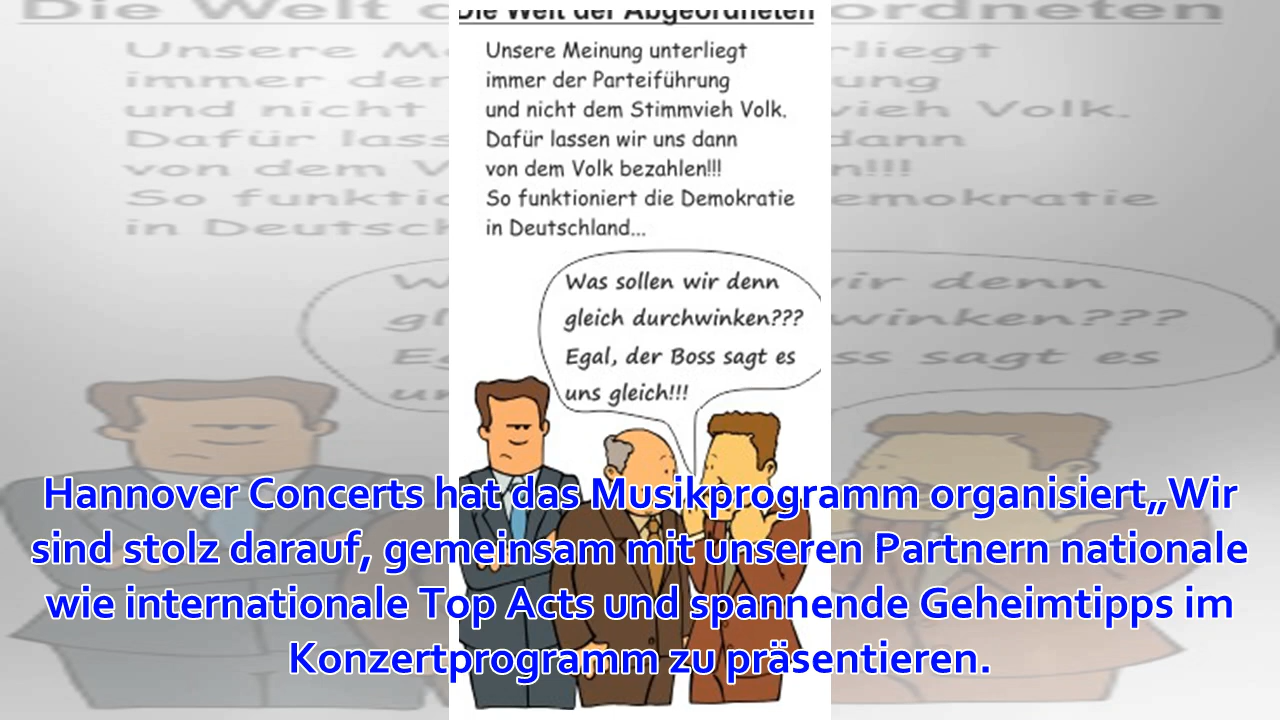 Die Welt der Abgeordneten
Unsere Meinung unterliegt
immer der Parteiführung
und nicht dem Stimmvieh Volk.
Dafür lassen wir uns dann
von dem Volk bezahlen!!!
So funktioniert die Demokratie
in Deutschland...
Was sollen wir denn
gleich durchwinken???
Egal, der Boss sagt es
uns gleich!!!
Hannover Concerts hat das Musikprogramm organisiert„Wir
sind stolz darauf, gemeinsam mit unseren Partnern nationale
wie internationale Top Acts und spannende Geheimtipps im
Konzertprogramm zu präsentieren.